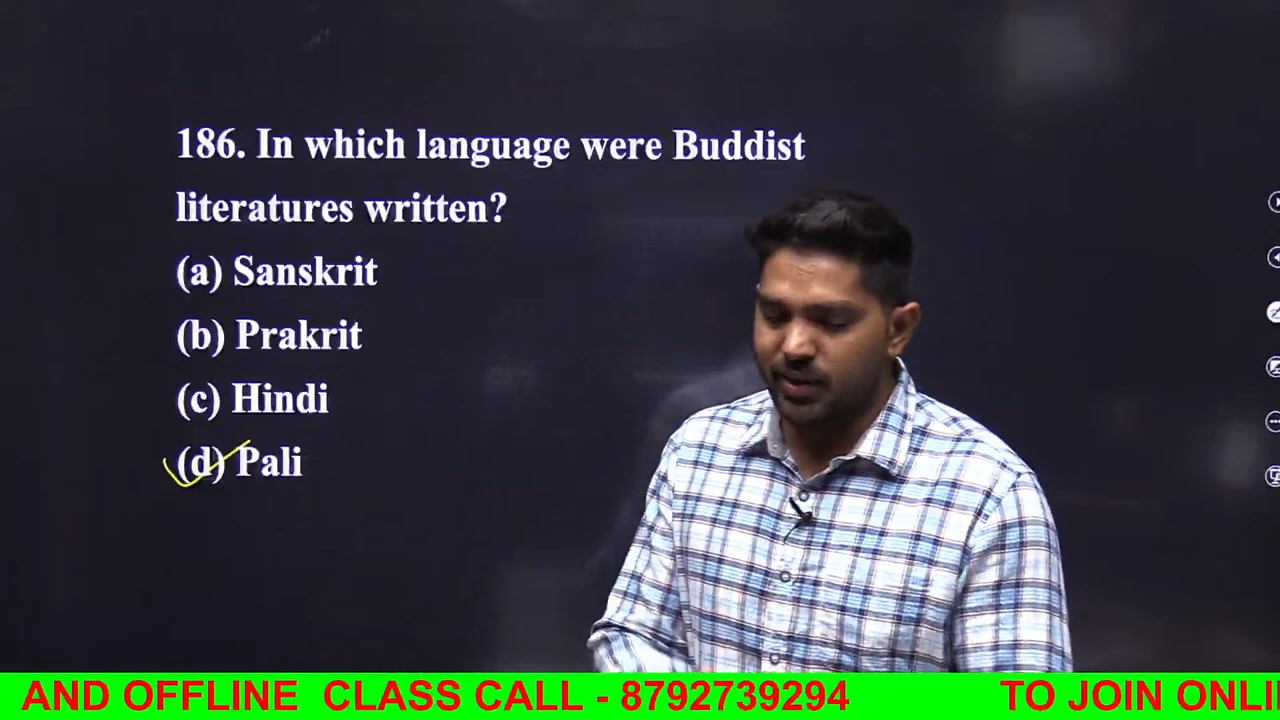 186. In which language were Buddist
literatures written?
(a) Sanskrit
(b) Prakrit
(c) Hindi
(d) Pali
AND OFFLINE CLASS CALL - 8792739294 TO JOIN ONLI